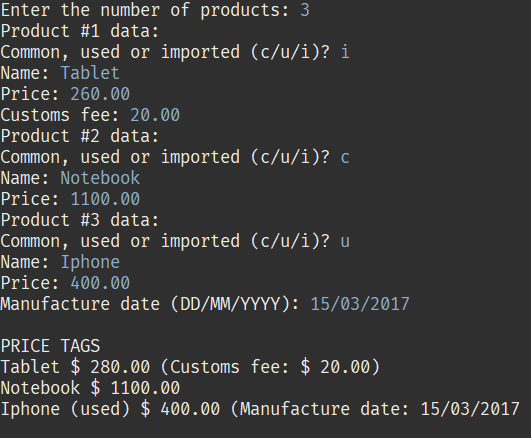 Enter the number of products: 3
Product #1 data:
Common, used or imported (c/u/i)? i
Name: Tablet
Price: 260.00
Customs fee: 20.00
Product #2 data:
Common, used or imported (c/u/i)? c
Name: Notebook
Price: 1100.00
Product #3 data:
Common, used or imported (c/u/i)? u
Name: Iphone
Price: 400.00
Manufacture date (DD/MM/YYYY): 15/03/2017
PRICE TAGS
Tablet $ 280.00 (Customs fee: $ 20.00)
Notebook $ 1100.00
Iphone (used) $ 400.00 (Manufacture date: 15/03/2017